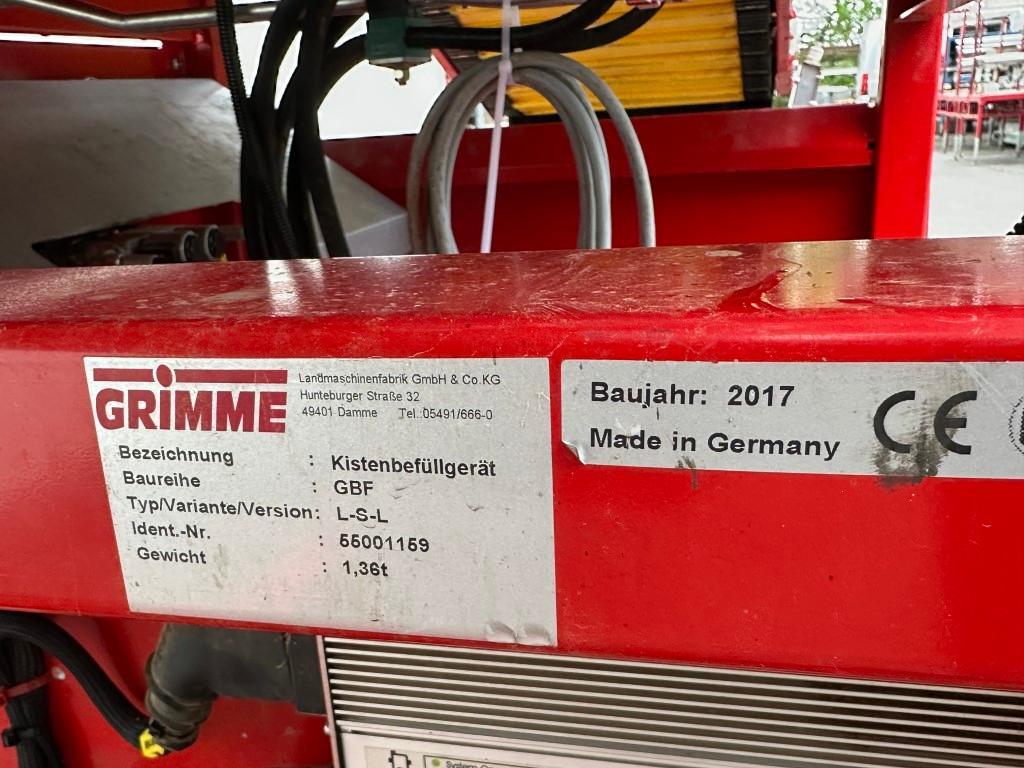 GRIMME
Landmaschinenfabrik GmbH & Co.KG
Hunteburger Straße 32
49401 Damme Tel.:05491/666-0
Bezeichnung : Kistenbefüllgerät
Baureihe : GBF
Typ/Variante/Version: L-S-L
Ident.-Nr. : 55001159
Gewicht : 1,36t
Baujahr: 2017
Made in Germany
CE
System